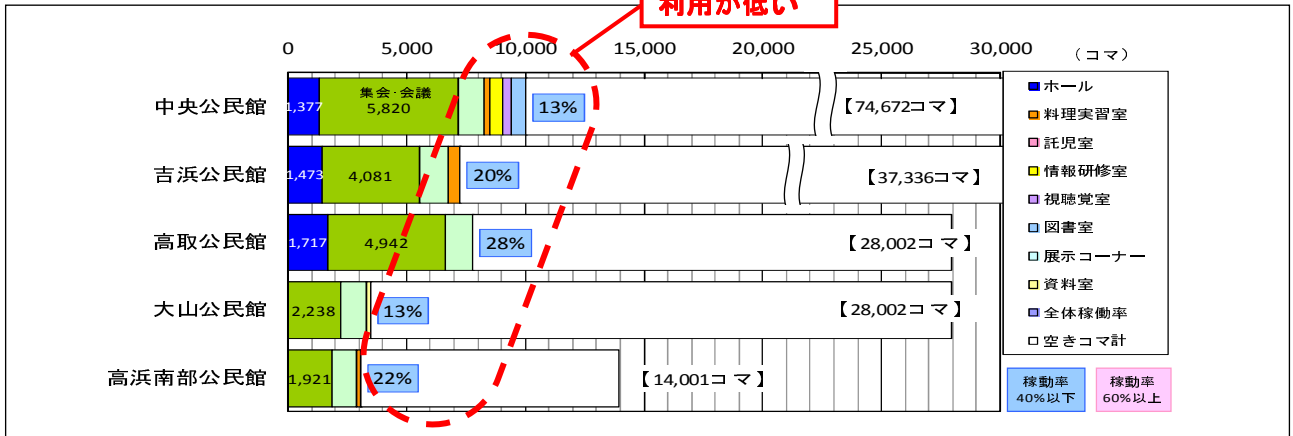 利用が低い
0 5,000 10,000 15,000 20,000 25,000 30,000 (コマ)
中央公民館 1,377 集会・会議 5,820 13% 【74,672コマ】
吉浜公民館 1,473 4,081 20% 【37,336コマ】
高取公民館 1,717 4,942 28% 【28,002コマ】
大山公民館 2,238 13% 【28,002コマ】
高浜南部公民館 1,921 22% 【14,001コマ】
ホール
料理実習室
託児室
情報研修室
視聴覚室
図書室
展示コーナー
資料室
全体稼働率
空きコマ計
稼動率
40%以下
稼動率
60%以上